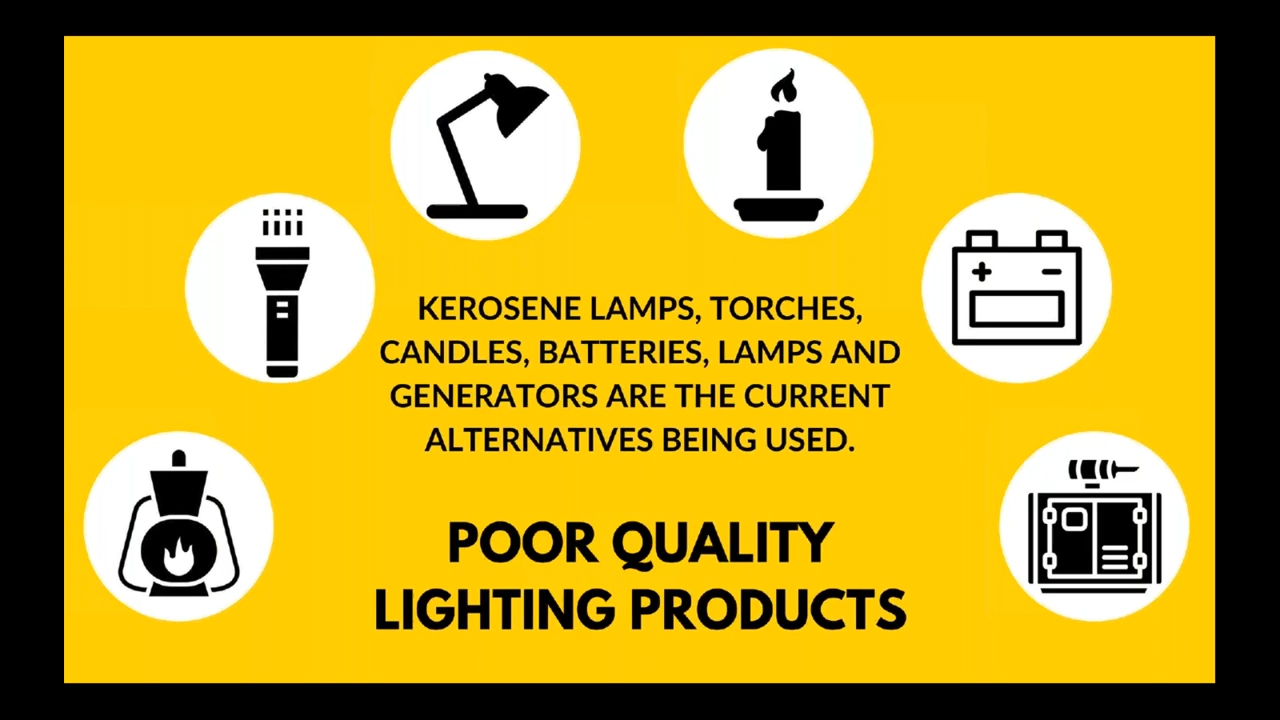 KEROSENE LAMPS, TORCHES,
CANDLES, BATTERIES, LAMPS AND
GENERATORS ARE THE CURRENT
ALTERNATIVES BEING USED.
POOR QUALITY
LIGHTING PRODUCTS